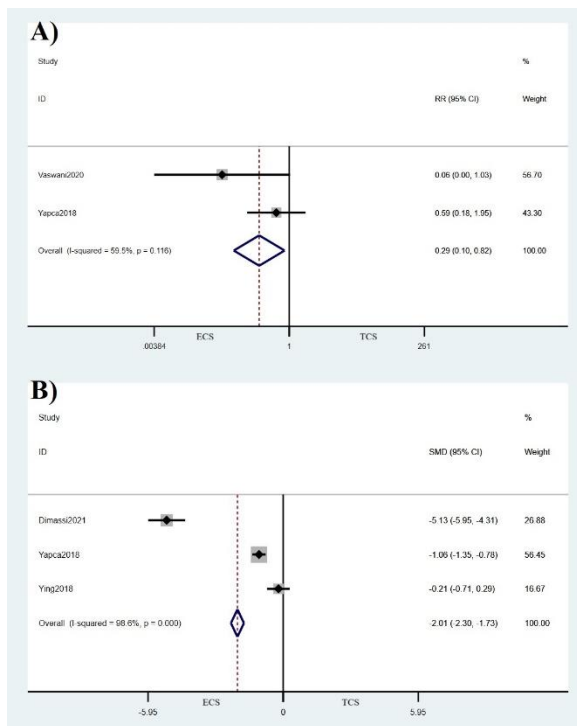 A)
Study %
ID RR (95% CI) Weight
Vaswani2020 0.06 (0.00, 1.03) 56.70
Yapca2018 0.59 (0.18, 1.95) 43.30
Overall (I-squared = 59.5%, p = 0.116) 0.29 (0.10, 0.82) 100.00
ECS TCS
.00384 1 261
B)
Study %
ID SMD (95% CI) Weight
Dimassi2021 -5.13 (-5.95, -4.31) 26.88
Yapca2018 -1.06 (-1.35, -0.78) 56.45
Ying2018 -0.21 (-0.71, 0.29) 16.67
Overall (I-squared = 98.6%, p = 0.000) -2.01 (-2.30, -1.73) 100.00
ECS TCS
-5.95 0 5.95